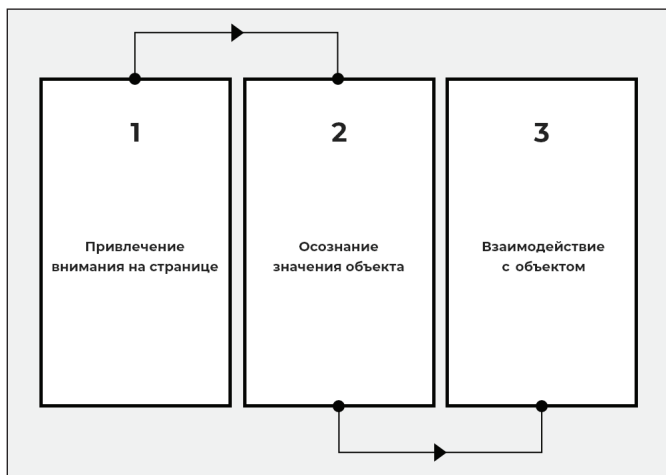 1
Привлечение
внимания на странице
2
Осознание
значения объекта
3
Взаимодействие
с объектом